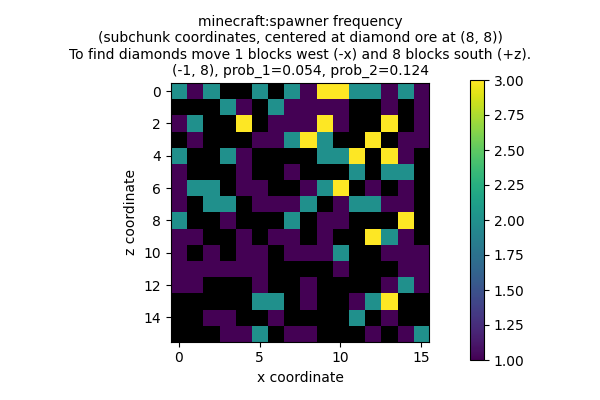 minecraft:spawner frequency
(subchunk coordinates, centered at diamond ore at (8, 8))
To find diamonds move 1 blocks west (-x) and 8 blocks south (+z).
(-1, 8), prob_1=0.054, prob_2=0.124
0
2
4
6
8
10
12
14
z coordinate
0 5 10 15
x coordinate
3.00
2.75
2.50
2.25
2.00
1.75
1.50
1.25
1.00